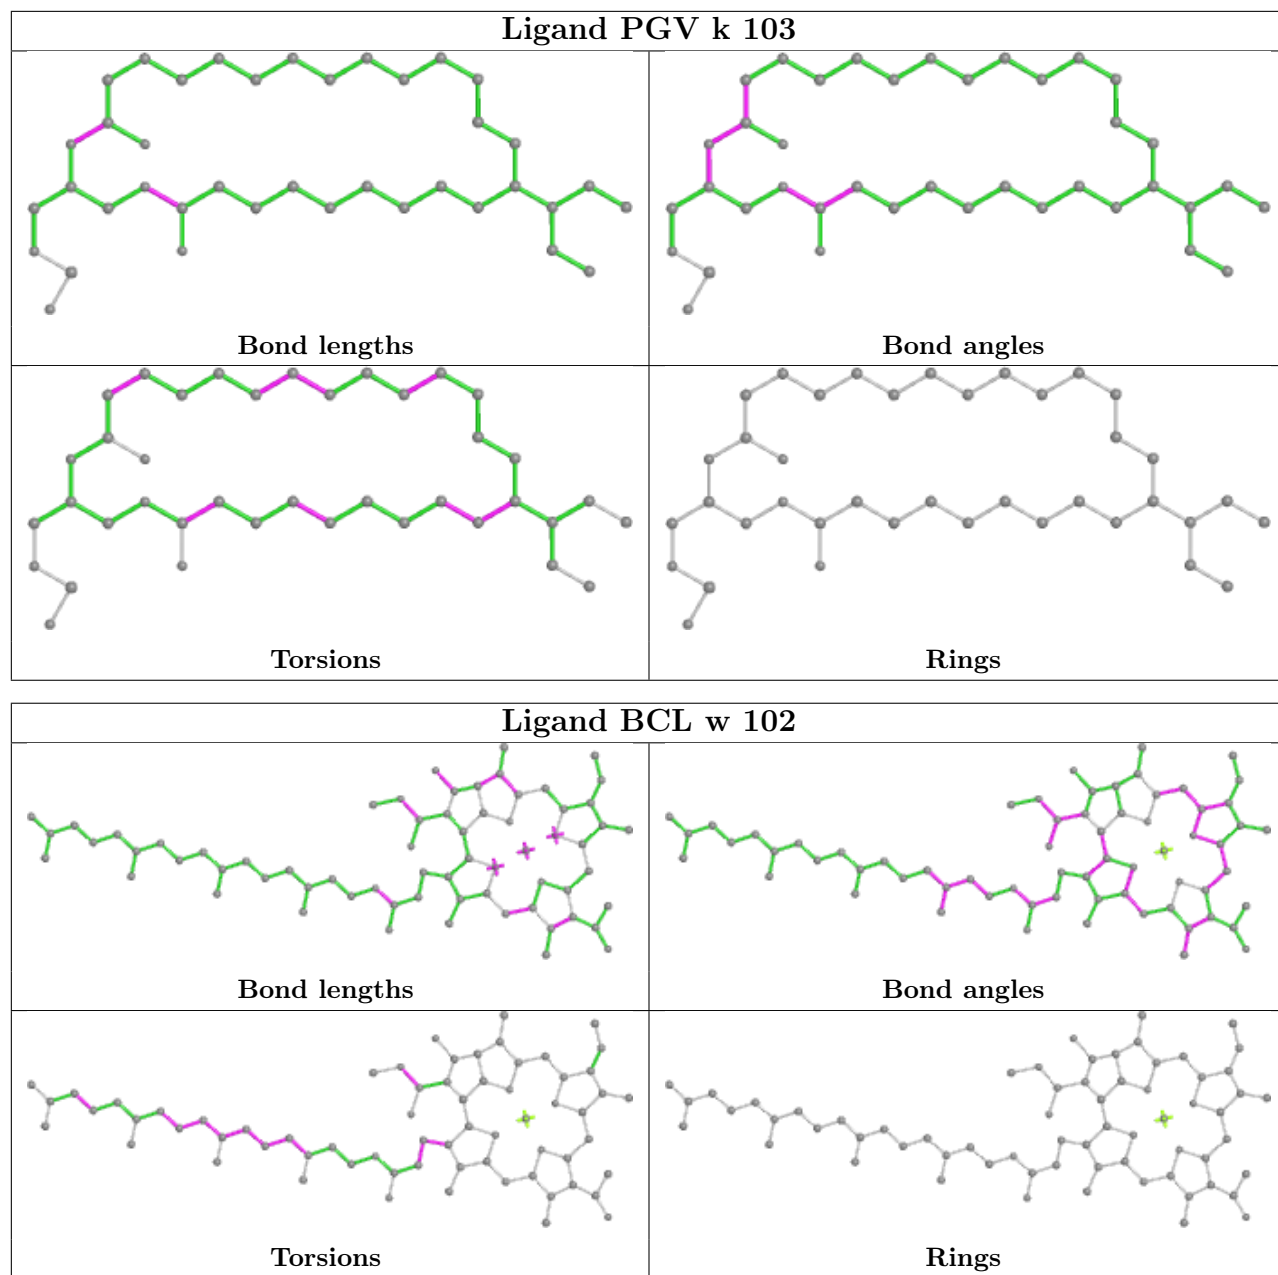 Ligand PGV k 103
Bond lengths
Bond angles
Torsions
Rings
Ligand BCL w 102
Bond lengths
Bond angles
Torsions
Rings